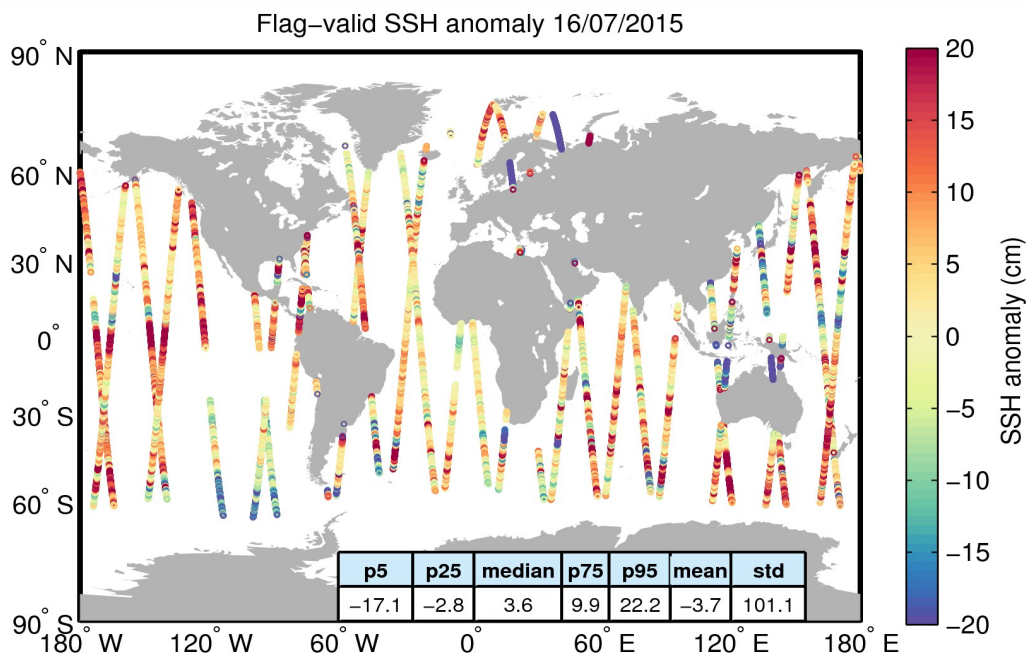 Flag−valid SSH anomaly 16/07/2015
90° N
60° N
30° N
0°
30° S
60° S
90° S
180° W
120° W
60° W
0°
60° E
120° E
180° E
p5 p25 median p75 p95 mean std
−17.1 −2.8 3.6 9.9 22.2 −3.7 101.1
20
15
10
5
0
−5
−10
−15
−20
SSH anomaly (cm)